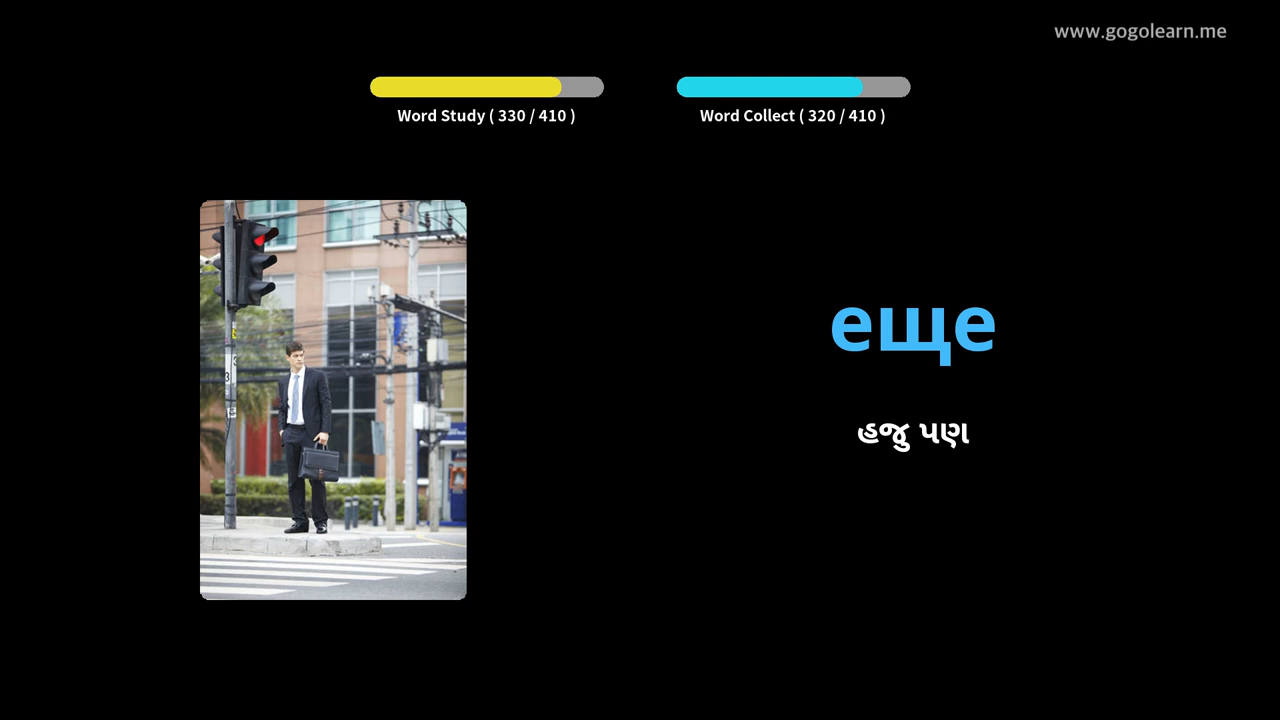 www.gogolearn.me
Word Study ( 330 / 410 )
Word Collect ( 320 / 410 )
еще
હજુ પણ